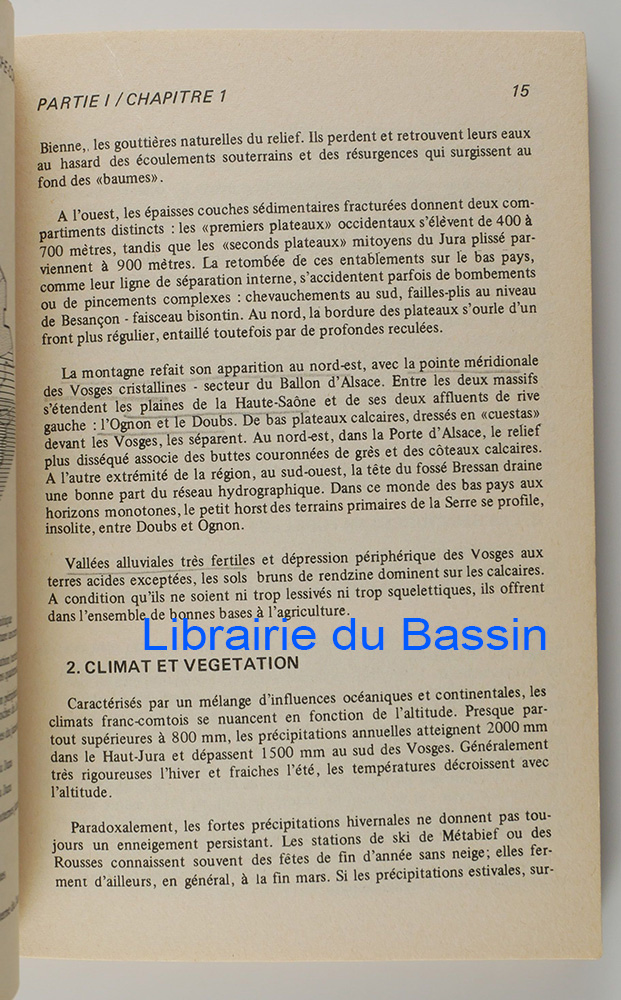 PARTIE I / CHAPITRE 1
15
Bienne,. les gouttières naturelles du relief. Ils perdent et retrouvent leurs eaux
au hasard des écoulements souterrains et des résurgences qui surgissent au
fond des «baumes».
A l'ouest, les épaisses couches sédimentaires fracturées donnent deux com-
partiments distincts : les «premiers plateaux» occidentaux s'élèvent de 400 à
700 mètres, tandis que les «seconds plateaux» mitoyens du Jura plissé par-
viennent à 900 mètres. La retombée de ces entablements sur le bas pays,
comme leur ligne de séparation interne, s'accidentent parfois de bombements
ou de pincements complexes : chevauchements au sud, failles-plis au niveau
de Besançon - faisceau bisontin. Au nord, la bordure des plateaux s'ourle d'un
front plus régulier, entaillé toutefois par de profondes reculées.
La montagne refait son apparition au nord-est, avec la pointe méridionale
des Vosges cristallines - secteur du Ballon d'Alsace. Entre les deux massifs
s'étendent les plaines de la Haute-Saône et de ses deux affluents de rive
gauche : l'Ognon et le Doubs. De bas plateaux calcaires, dressés en «cuestas»
devant les Vosges, les séparent. Au nord-est, dans la Porte d'Alsace, le relief
plus disséqué associe des buttes couronnées de grès et des côteaux calcaires.
A l'autre extrémité de la région, au sud-ouest, la tête du fossé Bressan draine
une bonne part du réseau hydrographique. Dans ce monde des bas pays aux
horizons monotones, le petit horst des terrains primaires de la Serre se profile,
insolite, entre Doubs et Ognon.
Vallées alluviales très fertiles et dépression périphérique des Vosges aux
terres acides exceptées, les sols bruns de rendzine dominent sur les calcaires.
A condition qu'ils ne soient ni trop lessivés ni trop squelettiques, ils offrent
dans l'ensemble de bonnes bases à l'agriculture.
Librairie du Bassin
2. CLIMAT ET VEGETATION
Caractérisés par un mélange d'influences océaniques et continentales, les
climats franc-comtois se nuancent en fonction de l'altitude. Presque par-
tout supérieures à 800 mm, les précipitations annuelles atteignent 2000 mm
dans le Haut-Jura et dépassent 1500 mm au sud des Vosges. Généralement
très rigoureuses l'hiver et fraiches l'été, les températures décroissent avec
l'altitude.
Paradoxalement, les fortes précipitations hivernales ne donnent pas tou-
jours un enneigement persistant. Les stations de ski de Métabief ou des
Rousses connaissent souvent des fêtes de fin d'année sans neige; elles fer-
ment d'ailleurs, en général, à la fin mars. Si les précipitations estivales, sur-